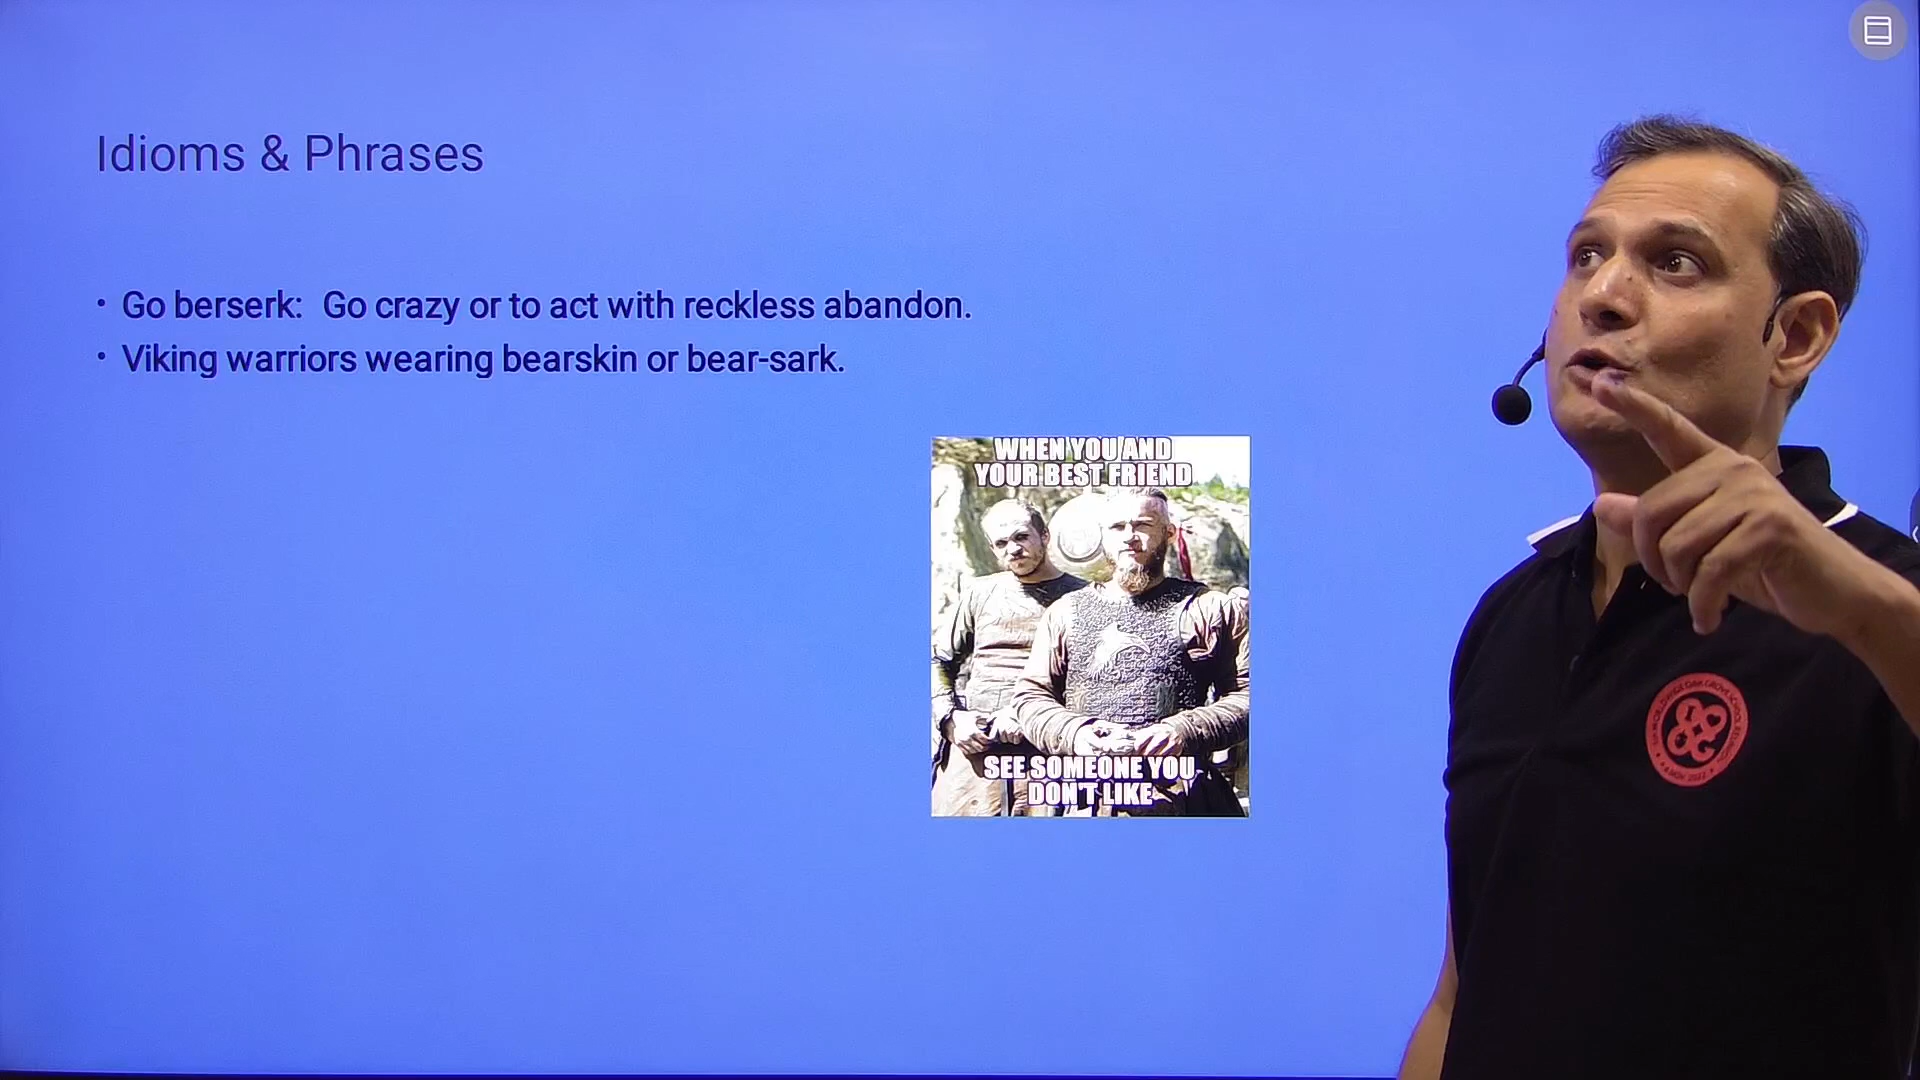 Idioms & Phrases
• Go berserk: Go crazy or to act with reckless abandon.
• Viking warriors wearing bearskin or bear-sark.
WHEN YOU AND
YOUR BEST FRIEND
SEE SOMEONE YOU
DON'T LIKE